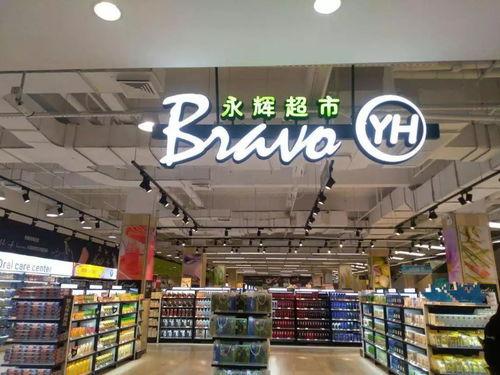 永辉超市
Bravo YH
Oral care center